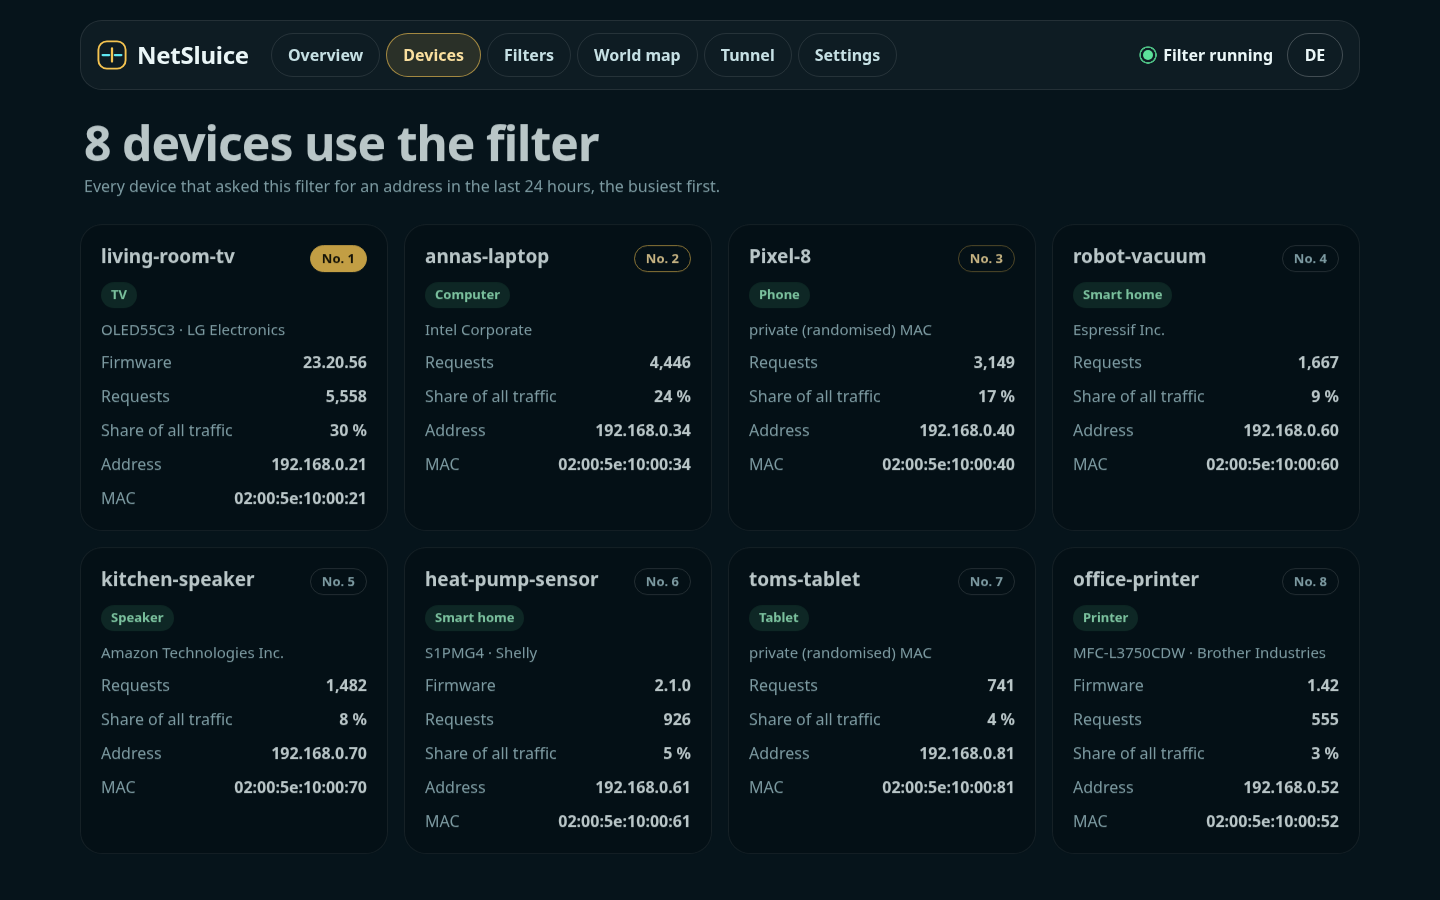 NetSluice
Overview
Devices
Filters
World map
Tunnel
Settings
Filter running
DE
8 devices use the filter
Every device that asked this filter for an address in the last 24 hours, the busiest first.
living-room-tv
No. 1
TV
OLED55C3 · LG Electronics
Firmware 23.20.56
Requests 5,558
Share of all traffic 30 %
Address 192.168.0.21
MAC 02:00:5e:10:00:21
annas-laptop
No. 2
Computer
Intel Corporate
Requests 4,446
Share of all traffic 24 %
Address 192.168.0.34
MAC 02:00:5e:10:00:34
Pixel-8
No. 3
Phone
private (randomised) MAC
Requests 3,149
Share of all traffic 17 %
Address 192.168.0.40
MAC 02:00:5e:10:00:40
robot-vacuum
No. 4
Smart home
Espressif Inc.
Requests 1,667
Share of all traffic 9 %
Address 192.168.0.60
MAC 02:00:5e:10:00:60
kitchen-speaker
No. 5
Speaker
Amazon Technologies Inc.
Requests 1,482
Share of all traffic 8 %
Address 192.168.0.70
MAC 02:00:5e:10:00:70
heat-pump-sensor
No. 6
Smart home
S1PMG4 · Shelly
Firmware 2.1.0
Requests 926
Share of all traffic 5 %
Address 192.168.0.61
MAC 02:00:5e:10:00:61
toms-tablet
No. 7
Tablet
private (randomised) MAC
Requests 741
Share of all traffic 4 %
Address 192.168.0.81
MAC 02:00:5e:10:00:81
office-printer
No. 8
Printer
MFC-L3750CDW · Brother Industries
Firmware 1.42
Requests 555
Share of all traffic 3 %
Address 192.168.0.52
MAC 02:00:5e:10:00:52